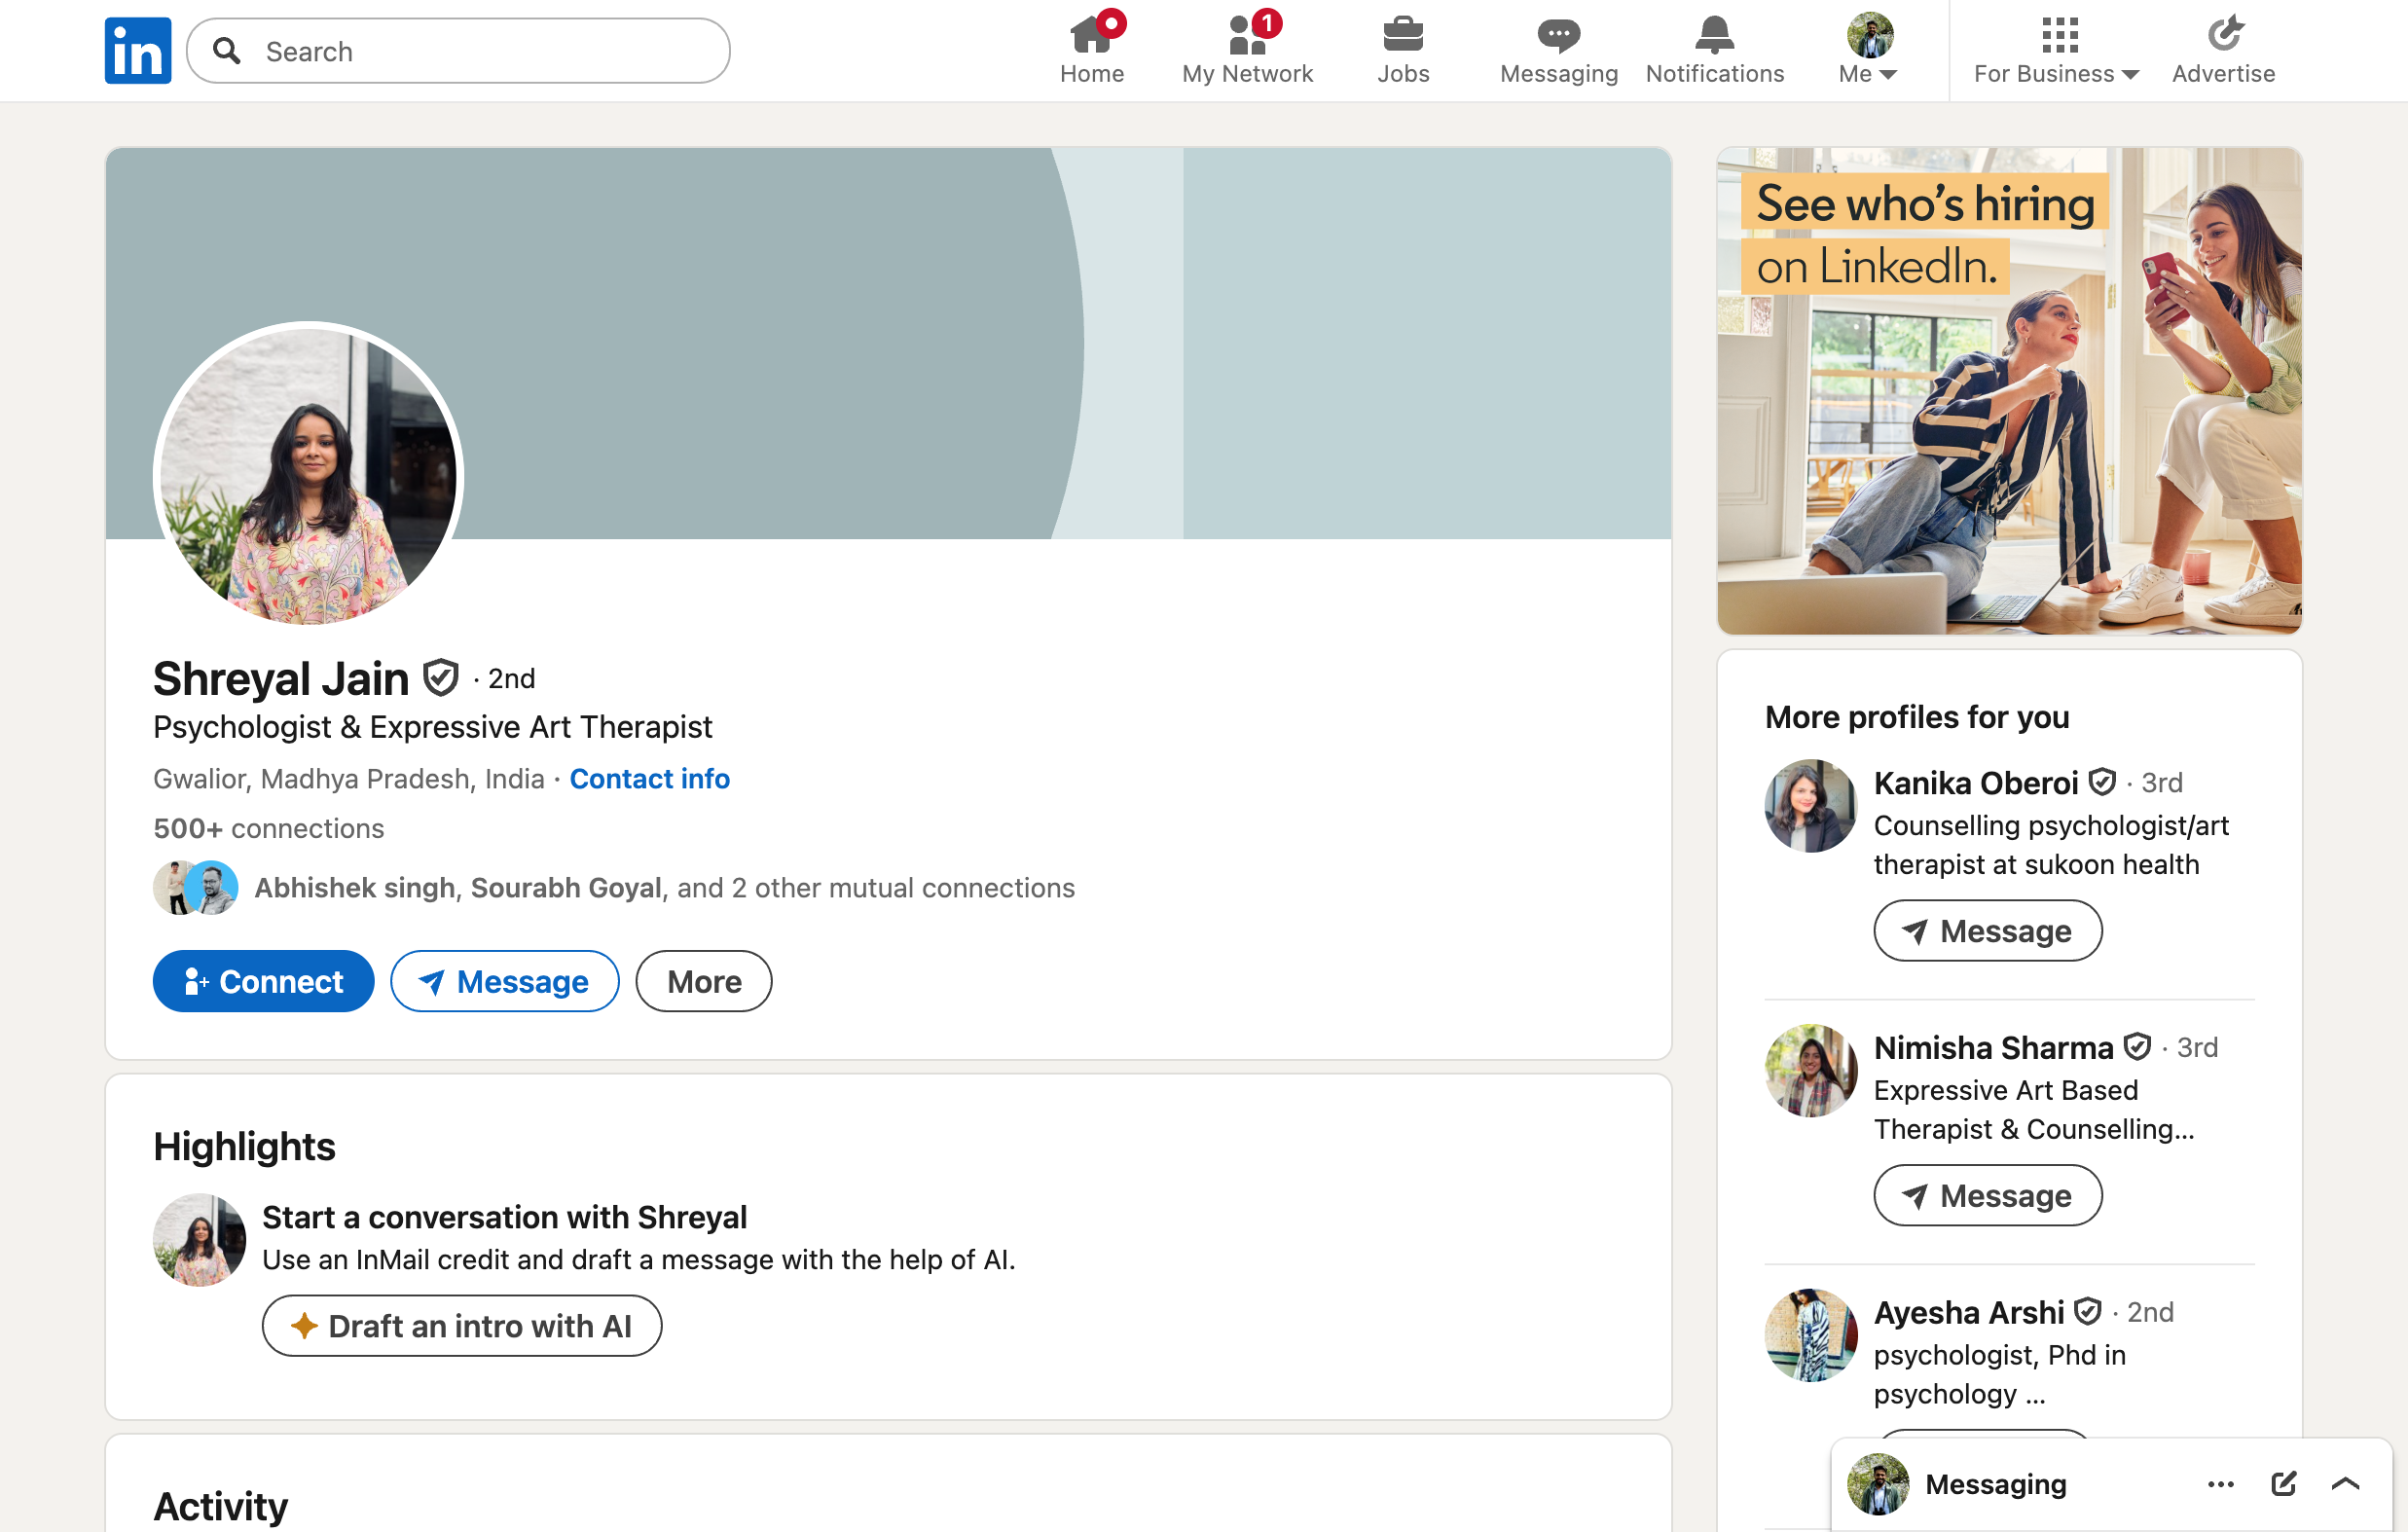 in
Search
Home
1
My Network
Jobs
Messaging
Notifications
Me
For Business
Advertise
Shreyal Jain · 2nd
Psychologist & Expressive Art Therapist
Gwalior, Madhya Pradesh, India · Contact info
500+ connections
Abhishek singh, Sourabh Goyal, and 2 other mutual connections
Connect
Message
More
Highlights
Start a conversation with Shreyal
Use an InMail credit and draft a message with the help of AI.
Draft an intro with AI
Activity
See who's hiring
on LinkedIn.
More profiles for you
Kanika Oberoi · 3rd
Counselling psychologist/art
therapist at sukoon health
Message
Nimisha Sharma · 3rd
Expressive Art Based
Therapist & Counselling...
Message
Ayesha Arshi · 2nd
psychologist, Phd in
psychology ...
Messaging